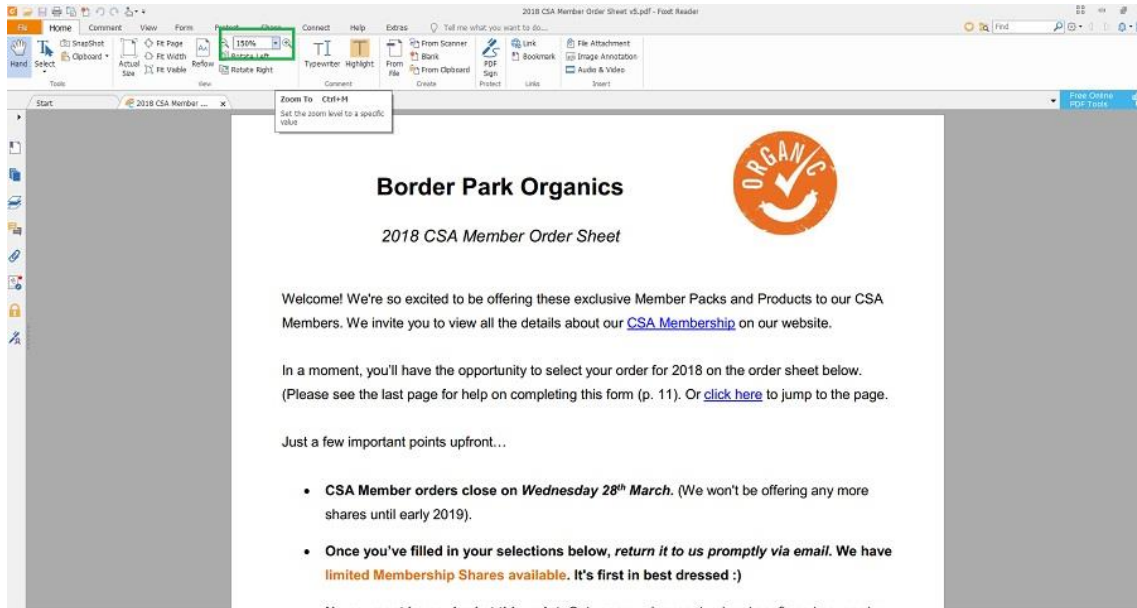 2018 CSA Member Order Sheet v5.pdf - Foxit Reader
File Home Comment View Form Protect Share Connect Help Extras Tell me what you want to do... Find
Hand
Select
SnapShot
Clipboard
Actual Size
Fit Page
Fit Width
Fit Visible
Reflow
150%
Rotate Left
Rotate Right
Typewriter
Highlight
From File
From Scanner
Blank
From Clipboard
PDF Sign
Link
Bookmark
File Attachment
Image Annotation
Audio & Video
Tools View Comment Create Protect Links Insert
Start 2018 CSA Member ... x
Free Online
PDF Tools
Zoom To Ctrl+M
Set the zoom level to a specific
value
ORGANIC
Border Park Organics
2018 CSA Member Order Sheet
Welcome! We're so excited to be offering these exclusive Member Packs and Products to our CSA
Members. We invite you to view all the details about our CSA Membership on our website.
In a moment, you'll have the opportunity to select your order for 2018 on the order sheet below.
(Please see the last page for help on completing this form (p. 11). Or click here to jump to the page.
Just a few important points upfront…
• CSA Member orders close on Wednesday 28th March. (We won't be offering any more
shares until early 2019).
• Once you've filled in your selections below, return it to us promptly via email. We have
limited Membership Shares available. It's first in best dressed :)